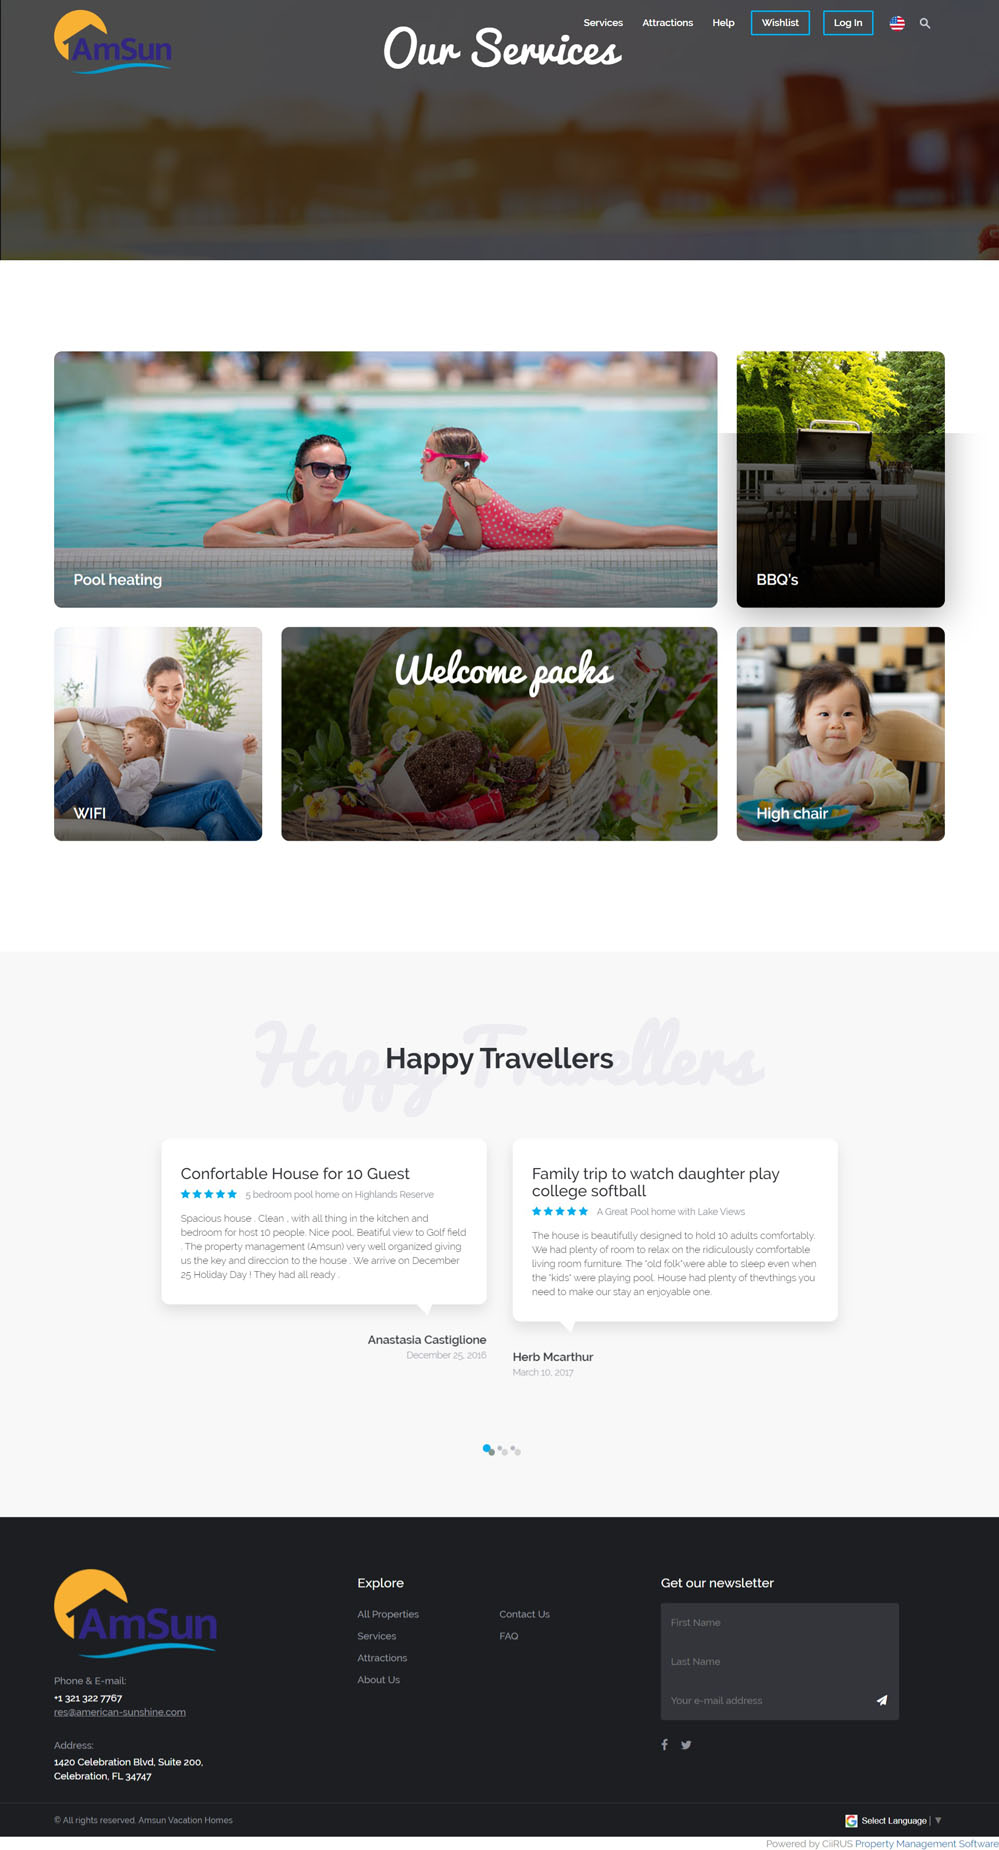 AmSun
Services
Attractions
Help
Wishlist
Log In
Our Services
Pool heating
BBQ's
WIFI
Welcome packs
High chair
Happy Travellers
Happy Travellers
Confortable House for 10 Guest
5 bedroom pool home on Highlands Reserve
Spacious house . Clean , with all thing in the kitchen and
bedroom for host 10 people. Nice pool. Beatiful view to Golf field
. The property management (Amsun) very well organized giving
us the key and direccion to the house . We arrive on December
25 Holiday Day ! They had all ready .
Anastasia Castiglione
December 25, 2016
Family trip to watch daughter play
college softball
A Great Pool home with Lake Views
The house is beautifully designed to hold 10 adults comfortably.
We had plenty of room to relax on the ridiculously comfortable
living room furniture. The "old folk"were able to sleep even when
the "kids" were playing pool. House had plenty of thevthings you
need to make our stay an enjoyable one.
Herb Mcarthur
March 10, 2017
AmSun
Phone & E-mail:
+1 321 322 7767
res@american-sunshine.com
Address:
1420 Celebration Blvd, Suite 200,
Celebration, FL 34747
Explore
All Properties
Services
Attractions
About Us
Contact Us
FAQ
Get our newsletter
First Name
Last Name
Your e-mail address
© All rights reserved. Amsun Vacation Homes
Select Language | ▼
Powered by CiiRUS Property Management Software